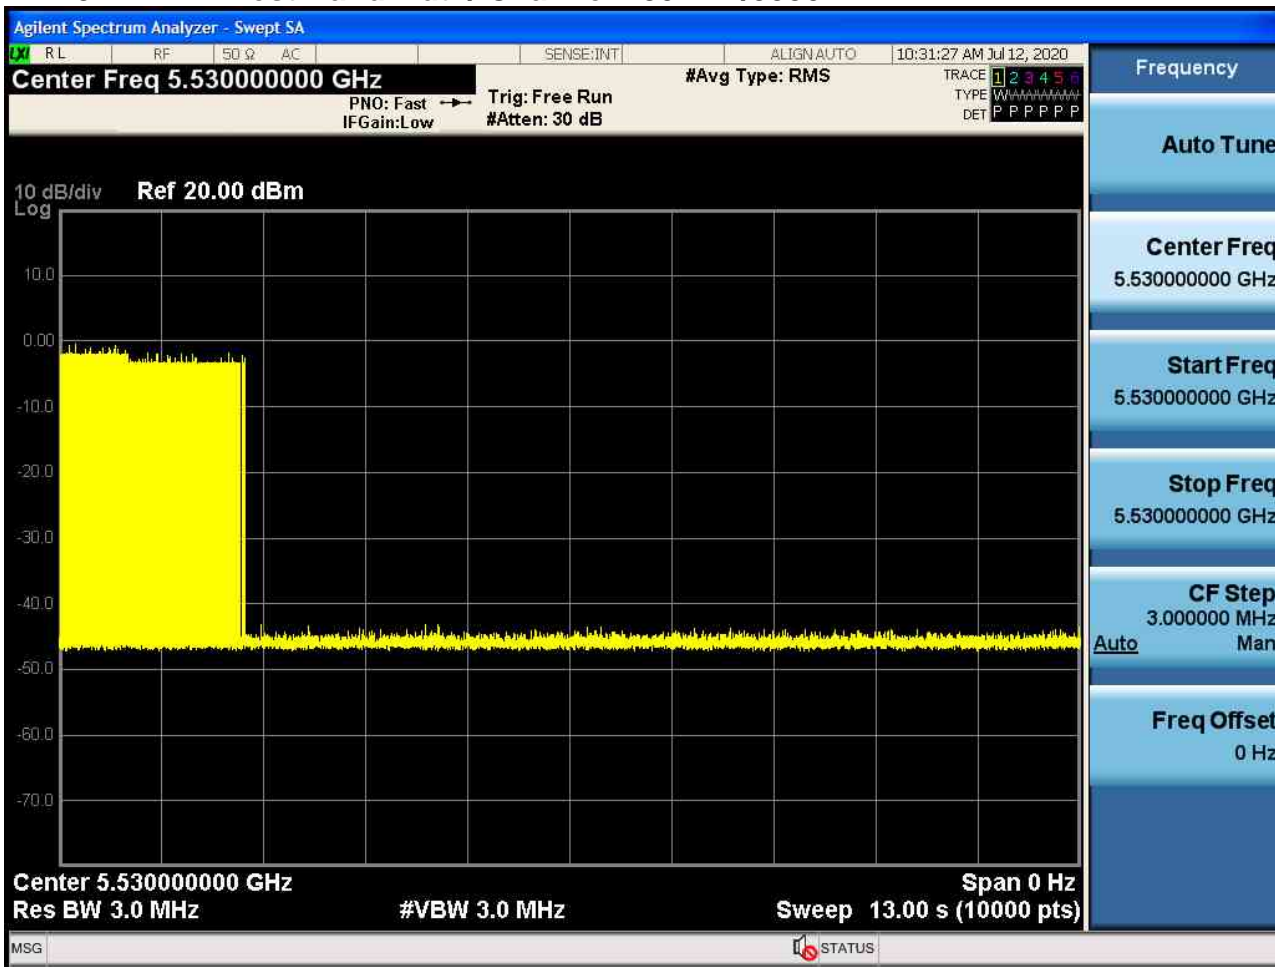 Agilent Spectrum Analyzer - Swept SA
LXI RL RF 50 Ω AC SENSE:INT ALIGN AUTO 10:31:27 AM Jul 12, 2020
Center Freq 5.530000000 GHz #Avg Type: RMS TRACE 1 2 3 4 5 6
PNO: Fast Trig: Free Run TYPE WWWWWW
IFGain:Low #Atten: 30 dB DET P P P P P P
10 dB/div Ref 20.00 dBm
Log
10.0
0.00
-10.0
-20.0
-30.0
-40.0
-50.0
-60.0
-70.0
Center 5.530000000 GHz Span 0 Hz
Res BW 3.0 MHz #VBW 3.0 MHz Sweep 13.00 s (10000 pts)
MSG STATUS
Frequency
Auto Tune
Center Freq
5.530000000 GHz
Start Freq
5.530000000 GHz
Stop Freq
5.530000000 GHz
CF Step
3.000000 MHz
Auto Man
Freq Offset
0 Hz